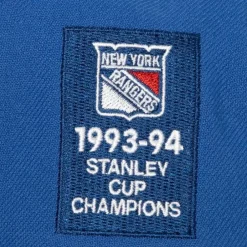 NEW YORK
RANGERS
1993-94
STANLEY
CUP
CHAMPIONS